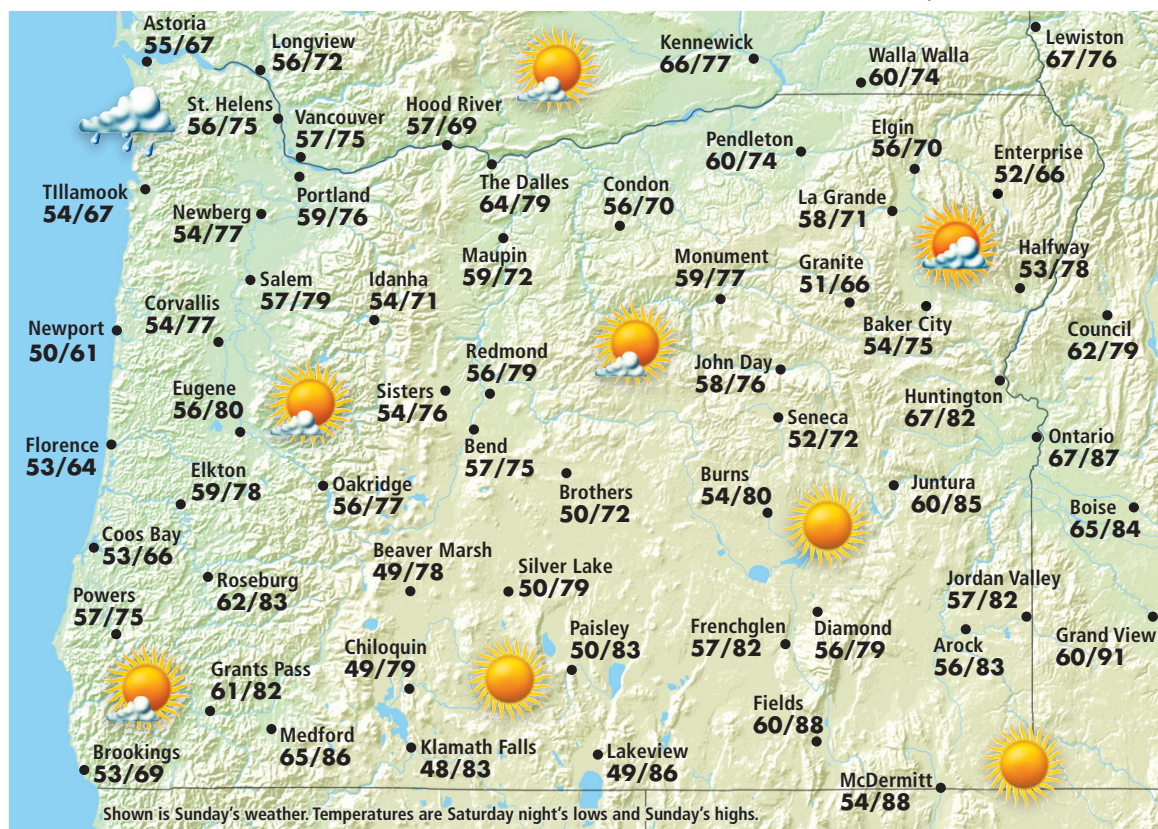 Astoria
55/67
Longview
56/72
Kennewick
66/77
Walla Walla
60/74
Lewiston
67/76
St. Helens
56/75
Vancouver
57/75
Hood River
57/69
Pendleton
60/74
Elgin
56/70
Enterprise
52/66
TIllamook
54/67
Newberg
54/77
Portland
59/76
The Dalles
64/79
Condon
56/70
La Grande
58/71
Salem
57/79
Idanha
54/71
Maupin
59/72
Monument
59/77
Granite
51/66
Halfway
53/78
Newport
50/61
Corvallis
54/77
Baker City
54/75
Council
62/79
Eugene
56/80
Sisters
54/76
Redmond
56/79
John Day
58/76
Huntington
67/82
Florence
53/64
Bend
57/75
Seneca
52/72
Ontario
67/87
Elkton
59/78
Oakridge
56/77
Brothers
50/72
Burns
54/80
Juntura
60/85
Boise
65/84
Coos Bay
53/66
Roseburg
62/83
Beaver Marsh
49/78
Silver Lake
50/79
Jordan Valley
57/82
Powers
57/75
Chiloquin
49/79
Paisley
50/83
Frenchglen
57/82
Diamond
56/79
Arock
56/83
Grand View
60/91
Grants Pass
61/82
Fields
60/88
Brookings
53/69
Medford
65/86
Klamath Falls
48/83
Lakeview
49/86
McDermitt
54/88
Shown is Sunday's weather. Temperatures are Saturday night's lows and Sunday's highs.